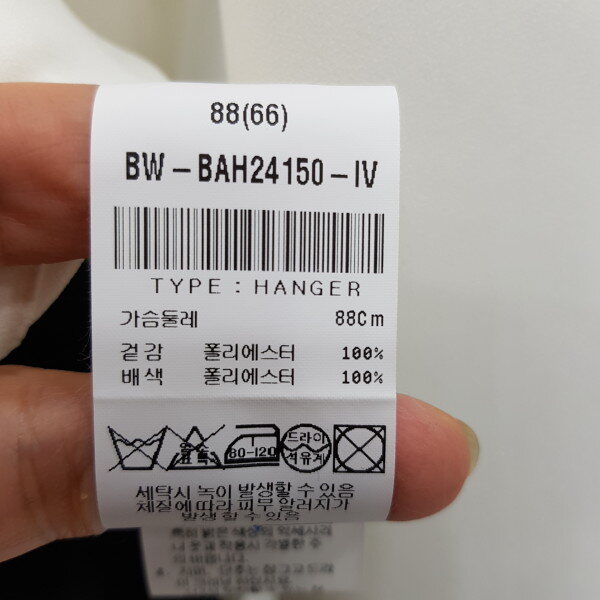 88(66)
BW-BAH24150-IV
TYPE : HANGER
가슴둘레 88Cm
겉감 폴리에스터 100%
배색 폴리에스터 100%
80-120
드라이
석유계
세탁시 녹이 발생할 수 있음
체질에 따라 피부 알러지가
발생할 수 있음